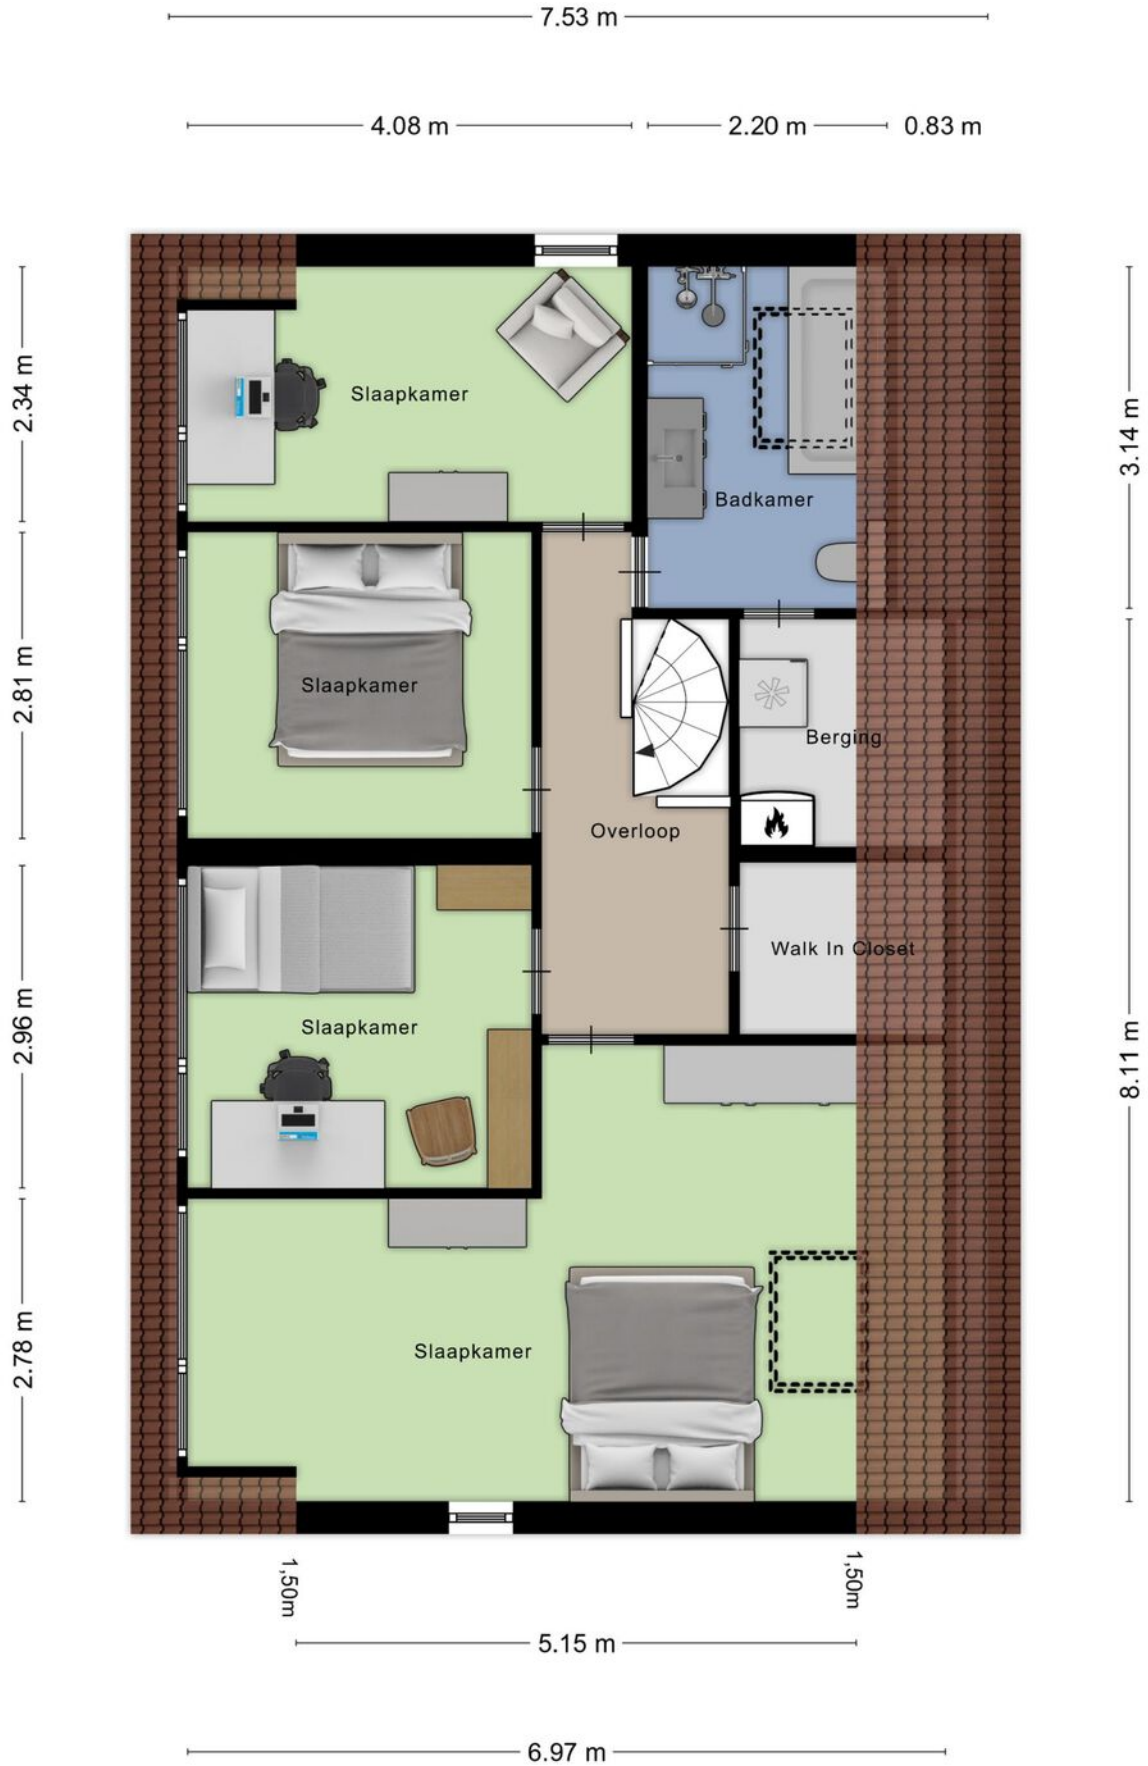 7.53 m
4.08 m
2.20 m
0.83 m
2.34 m
3.14 m
Slaapkamer
Badkamer
2.81 m
Slaapkamer
Berging
Overloop
Walk In Closet
2.96 m
Slaapkamer
8.11 m
2.78 m
Slaapkamer
1,50m
1,50m
5.15 m
6.97 m